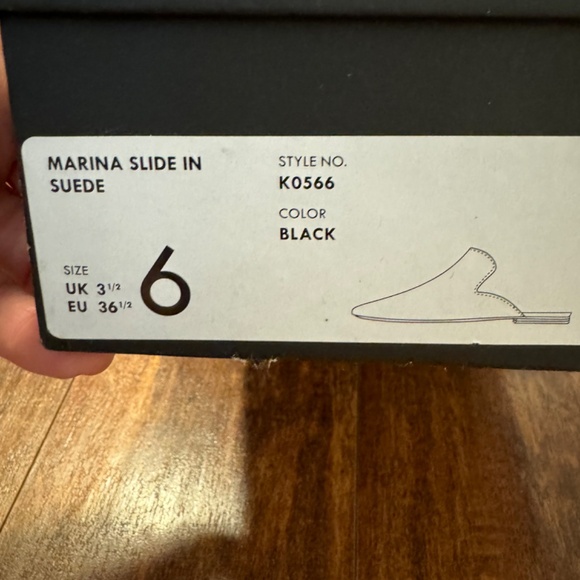 MARINA SLIDE IN
SUEDE
STYLE NO.
K0566
COLOR
BLACK
SIZE
UK 3 1/2
EU 36 1/2
6